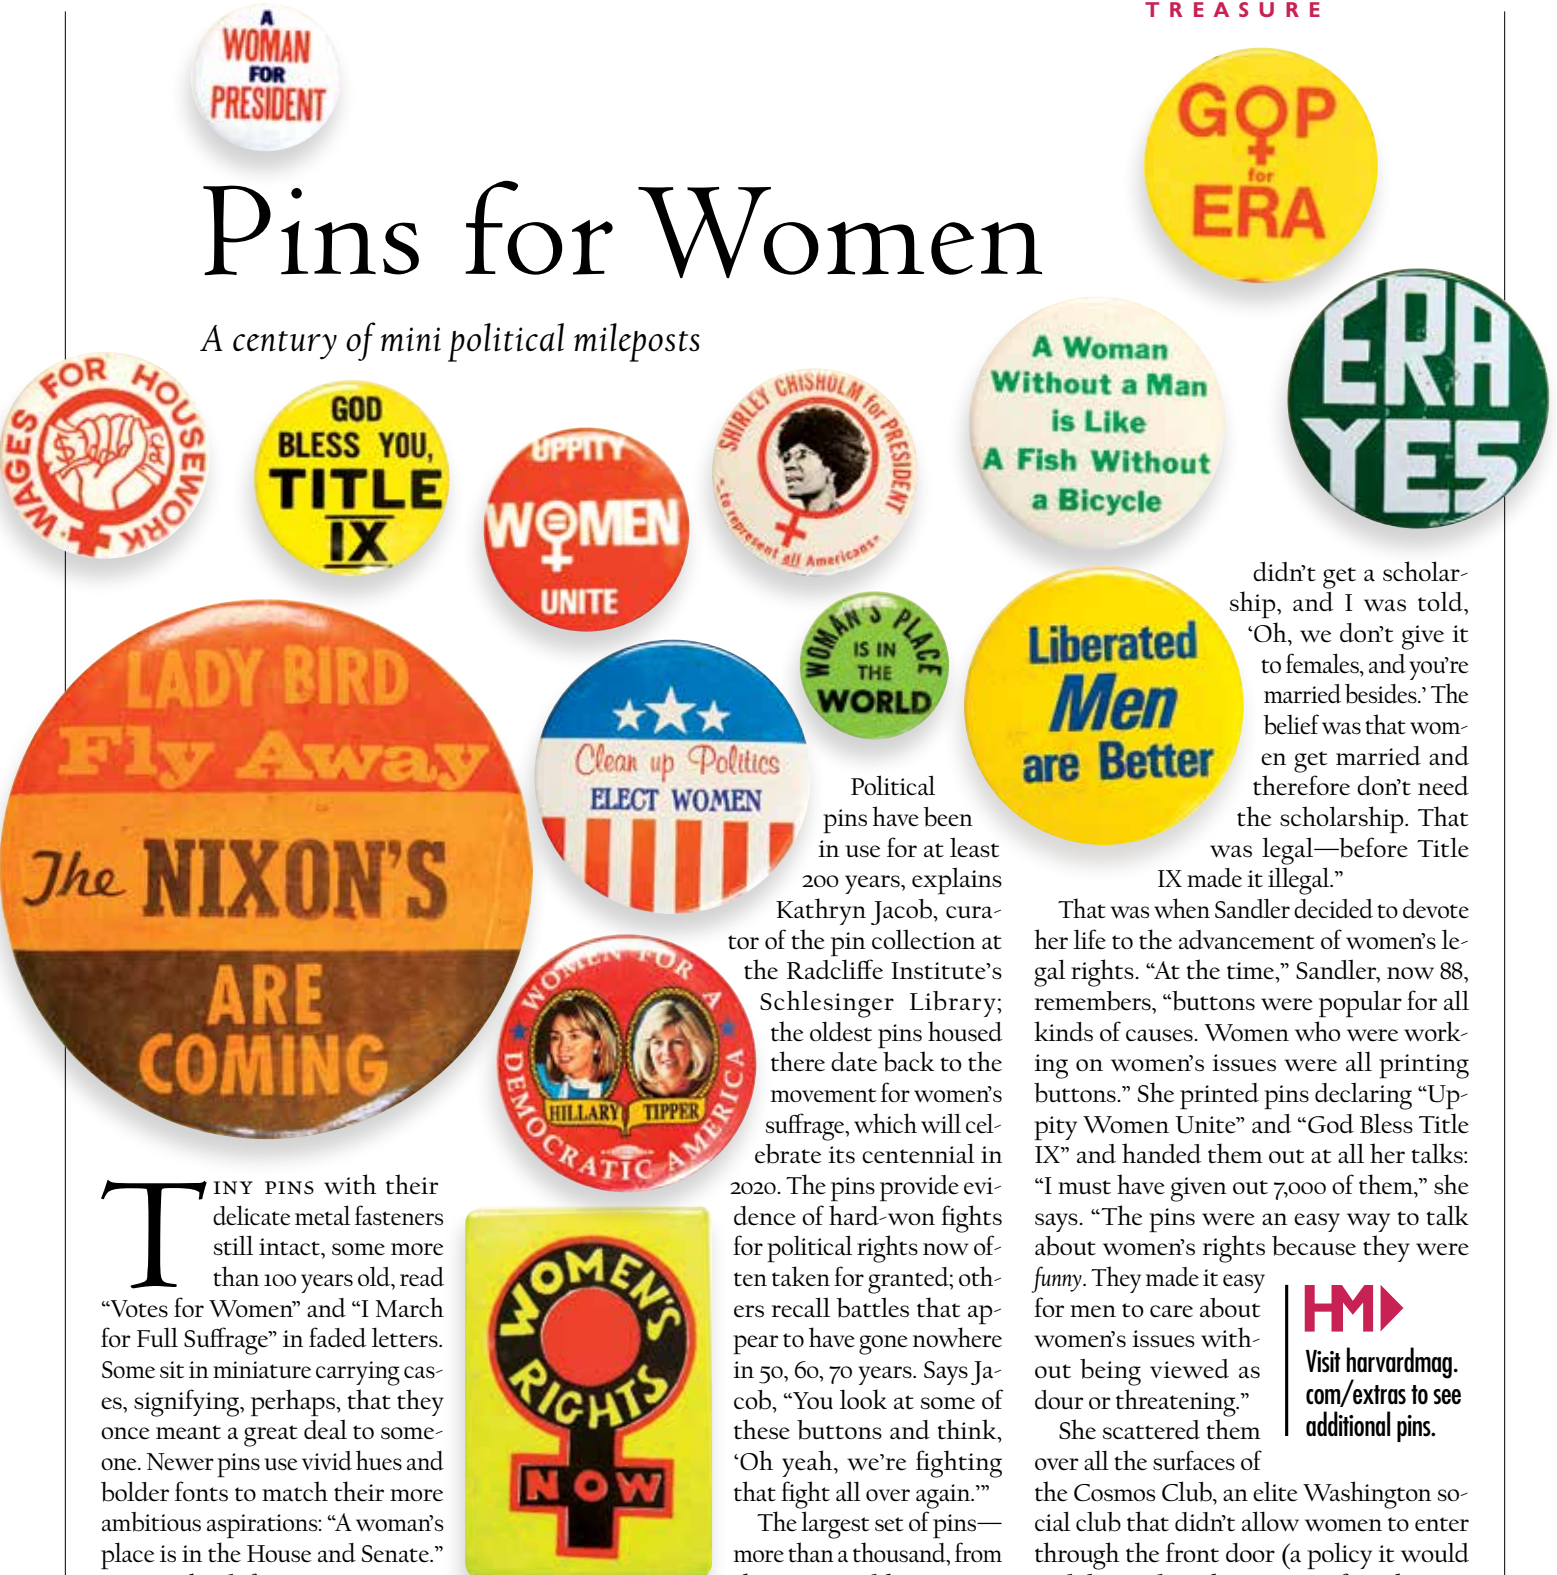 TREASURE
A
WOMAN
FOR
PRESIDENT
GOP
for
ERA
Pins for Women
A century of mini political mileposts
ERA
YES
A Woman
Without a Man
is Like
A Fish Without
a Bicycle
WAGES FOR HOUSEWORK
GOD
BLESS YOU,
TITLE
IX
UPPITY
WOMEN
UNITE
SHIRLEY CHISHOLM for PRESIDENT
to represent all Americans
WOMAN'S PLACE
IS IN
THE
WORLD
Liberated
Men
are Better
LADY BIRD
Fly Away
The NIXON'S
ARE
COMING
Clean up Politics
ELECT WOMEN
WOMEN FOR A
DEMOCRATIC AMERICA
HILLARY TIPPER
WOMEN'S
RIGHTS
NOW
TINY PINS with their
delicate metal fasteners
still intact, some more
than 100 years old, read
“Votes for Women” and “I March
for Full Suffrage” in faded letters.
Some sit in miniature carrying cas-
es, signifying, perhaps, that they
once meant a great deal to some-
one. Newer pins use vivid hues and
bolder fonts to match their more
ambitious aspirations: “A woman’s
place is in the House and Senate.”
Political
pins have been
in use for at least
200 years, explains
Kathryn Jacob, cura-
tor of the pin collection at
the Radcliffe Institute’s
Schlesinger Library;
the oldest pins housed
there date back to the
movement for women’s
suffrage, which will cel-
ebrate its centennial in
2020. The pins provide evi-
dence of hard-won fights
for political rights now of-
ten taken for granted; oth-
ers recall battles that ap-
pear to have gone nowhere
in 50, 60, 70 years. Says Ja-
cob, “You look at some of
these buttons and think,
‘Oh yeah, we’re fighting
that fight all over again.’”
The largest set of pins—
more than a thousand, from
didn’t get a scholar-
ship, and I was told,
‘Oh, we don’t give it
to females, and you’re
married besides.’ The
belief was that wom-
en get married and
therefore don’t need
the scholarship. That
was legal—before Title
IX made it illegal.”
That was when Sandler decided to devote
her life to the advancement of women’s le-
gal rights. “At the time,” Sandler, now 88,
remembers, “buttons were popular for all
kinds of causes. Women who were work-
ing on women’s issues were all printing
buttons.” She printed pins declaring “Up-
pity Women Unite” and “God Bless Title
IX” and handed them out at all her talks:
“I must have given out 7,000 of them,” she
says. “The pins were an easy way to talk
about women’s rights because they were
funny. They made it easy
for men to care about
women’s issues with-
out being viewed as
dour or threatening.”
She scattered them
over all the surfaces of
the Cosmos Club, an elite Washington so-
cial club that didn’t allow women to enter
through the front door (a policy it would
HM
Visit harvardmag.
com/extras to see
additional pins.